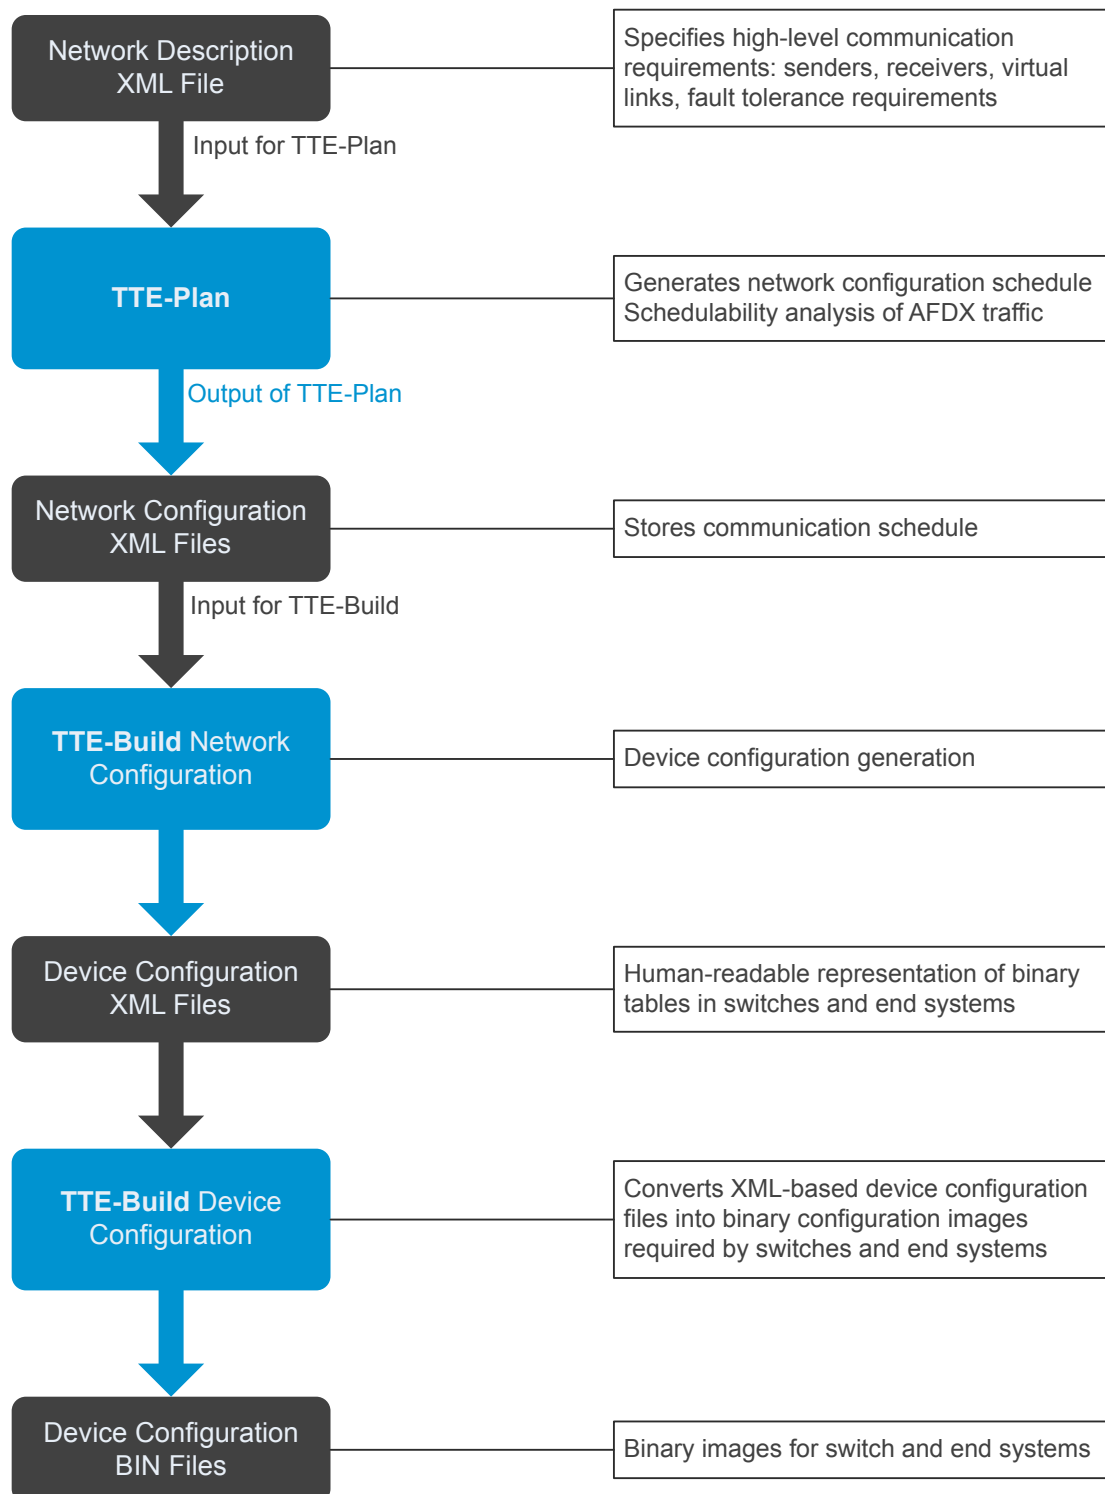 Network Description
XML File
Specifies high-level communication
requirements: senders, receivers, virtual
links, fault tolerance requirements
Input for TTE-Plan
TTE-Plan
Generates network configuration schedule
Schedulability analysis of AFDX traffic
Output of TTE-Plan
Network Configuration
XML Files
Stores communication schedule
Input for TTE-Build
TTE-Build Network
Configuration
Device configuration generation
Device Configuration
XML Files
Human-readable representation of binary
tables in switches and end systems
TTE-Build Device
Configuration
Converts XML-based device configuration
files into binary configuration images
required by switches and end systems
Device Configuration
BIN Files
Binary images for switch and end systems